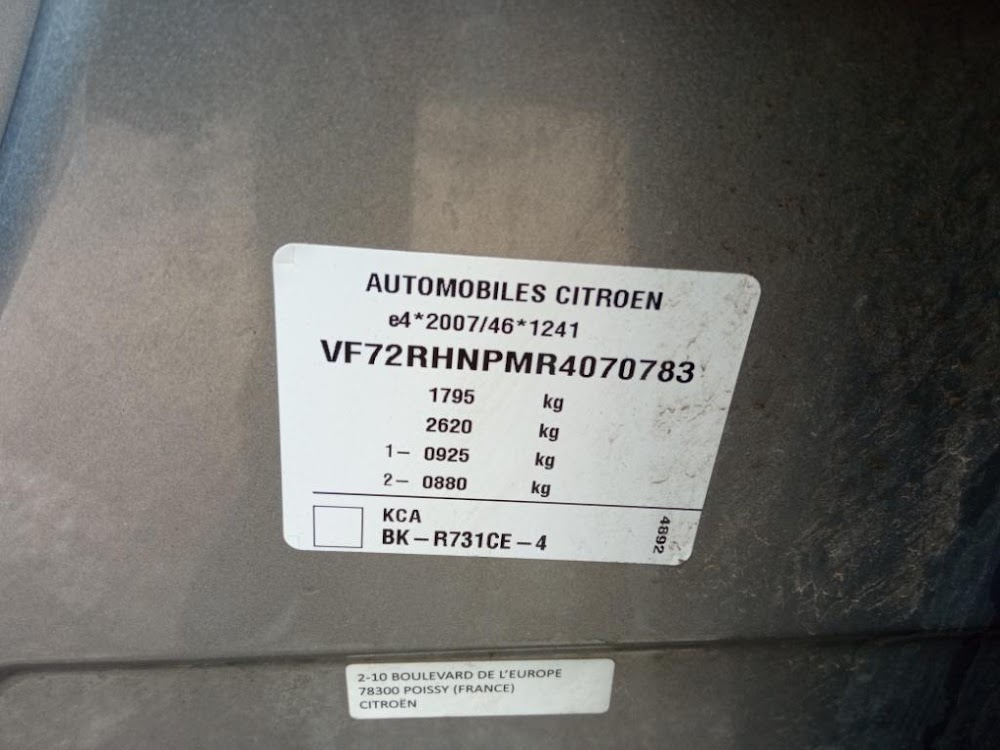 AUTOMOBILES CITROEN
e4*2007/46*1241
VF72RHNPMR4070783
1795 kg
2620 kg
1- 0925 kg
2- 0880 kg
KCA
BK-R731CE-4
4892
2-10 BOULEVARD DE L'EUROPE
78300 POISSY (FRANCE)
CITROËN